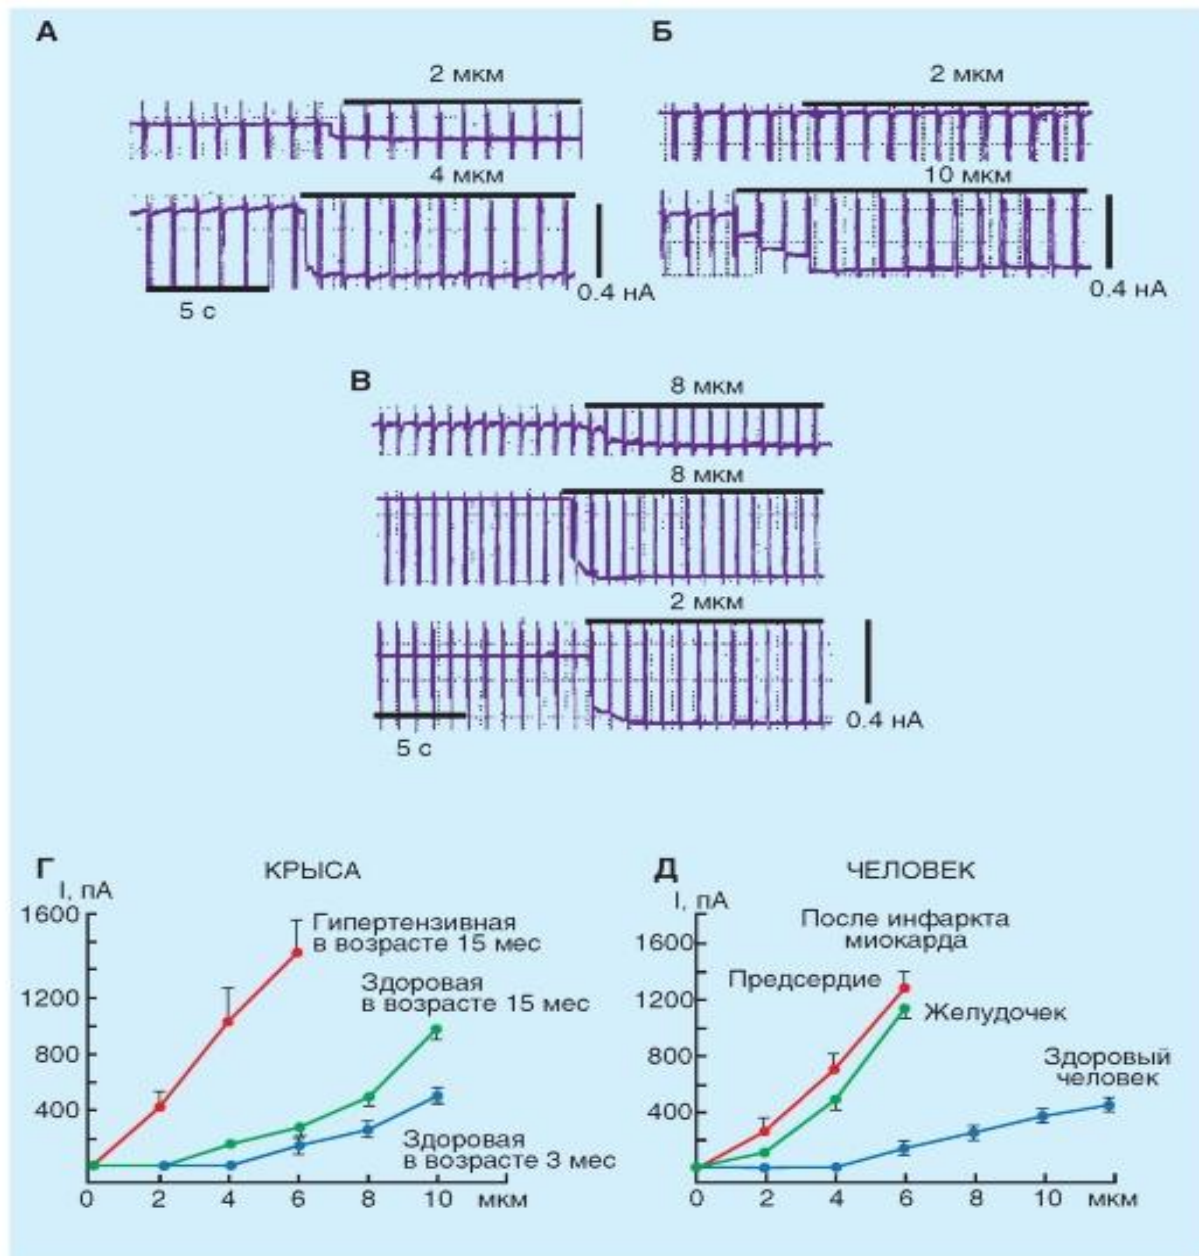 А
Б
2 мкм
2 мкм
4 мкм
10 мкм
5 с
0.4 нА
0.4 нА
В
8 мкм
8 мкм
2 мкм
5 с
0.4 нА
Г
КРЫСА
I, пА
1600
1200
800
400
0
2
4
6
8
10
мкм
Гипертензивная
в возрасте 15 мес
Здоровая
в возрасте 15 мес
Здоровая
в возрасте 3 мес
Д
ЧЕЛОВЕК
I, пА
1600
1200
800
400
0
2
4
6
8
10
мкм
После инфаркта
миокарда
Предсердие
Желудочек
Здоровый
человек